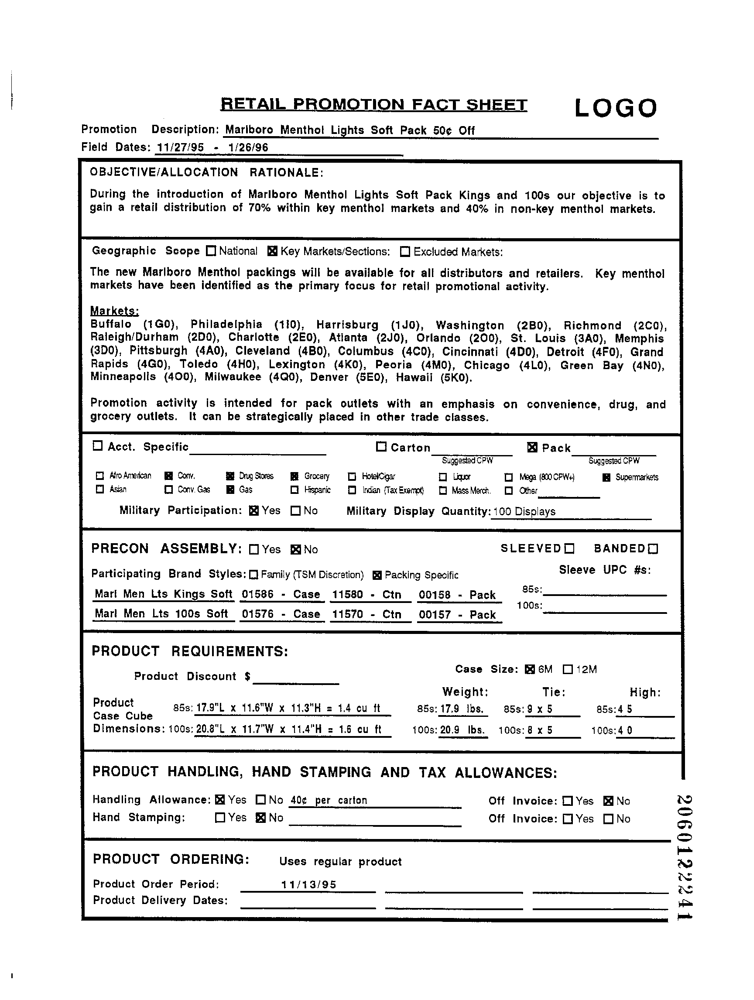 RETAIL PROMOTION FACT SHEET LOGO
Promotion Description: Marlboro Menthol Lights Soft Pack 50¢ Off
Field Dates: 11/27/95 - 1/26/96
OBJECTIVE/ALLOCATION RATIONALE:
During the introduction of Marlboro Menthol Lights Soft Pack Kings and 100s our objective is to
gain a retail distribution of 70% within key menthol markets and 40% in non-key menthol markets.
Geographic Scope ☐ National ☒ Key Markets/Sections: ☐ Excluded Markets:
The new Marlboro Menthol packings will be available for all distributors and retailers. Key menthol
markets have been identified as the primary focus for retail promotional activity.
Markets:
Buffalo (1G0), Philadelphia (1I0), Harrisburg (1J0), Washington (2B0), Richmond (2C0),
Raleigh/Durham (2D0), Charlotte (2E0), Atlanta (2J0), Orlando (2O0), St. Louis (3A0), Memphis
(3D0), Pittsburgh (4A0), Cleveland (4B0), Columbus (4C0), Cincinnati (4D0), Detroit (4F0), Grand
Rapids (4G0), Toledo (4H0), Lexington (4K0), Peoria (4M0), Chicago (4L0), Green Bay (4N0),
Minneapolis (4O0), Milwaukee (4Q0), Denver (5E0), Hawaii (5K0).
Promotion activity is intended for pack outlets with an emphasis on convenience, drug, and
grocery outlets. It can be strategically placed in other trade classes.
☐ Acct. Specific ☐ Carton ☒ Pack
Suggested CPW Suggested CPW
☐ Afro American ☒ Conv. ☒ Drug Stores ☒ Grocery ☐ Hotel/Cigar ☐ Liquor ☐ Mega (800 CPW+) ☒ Supermarkets
☐ Asian ☐ Conv. Gas ☒ Gas ☐ Hispanic ☐ Indian (Tax Exempt) ☐ Mass Merch. ☐ Other
Military Participation: ☒ Yes ☐ No Military Display Quantity: 100 Displays
PRECON ASSEMBLY: ☐ Yes ☒ No SLEEVED ☐ BANDED ☐
Participating Brand Styles: ☐ Family (TSM Discretion) ☒ Packing Specific Sleeve UPC #s:
Marl Men Lts Kings Soft 01586 - Case 11580 - Ctn 00158 - Pack 85s:
Marl Men Lts 100s Soft 01576 - Case 11570 - Ctn 00157 - Pack 100s:
PRODUCT REQUIREMENTS:
Product Discount $ Case Size: ☒ 6M ☐ 12M
Weight: Tie: High:
Product
Case Cube 85s: 17.9"L x 11.6"W x 11.3"H = 1.4 cu ft 85s: 17.9 lbs. 85s: 9 x 5 85s: 4 5
Dimensions: 100s: 20.8"L x 11.7"W x 11.4"H = 1.6 cu ft 100s: 20.9 lbs. 100s: 8 x 5 100s: 4 0
PRODUCT HANDLING, HAND STAMPING AND TAX ALLOWANCES:
Handling Allowance: ☒ Yes ☐ No 40¢ per carton Off Invoice: ☐ Yes ☒ No
Hand Stamping: ☐ Yes ☒ No Off Invoice: ☐ Yes ☐ No
PRODUCT ORDERING: Uses regular product
Product Order Period: 11/13/95
Product Delivery Dates:
2060122241